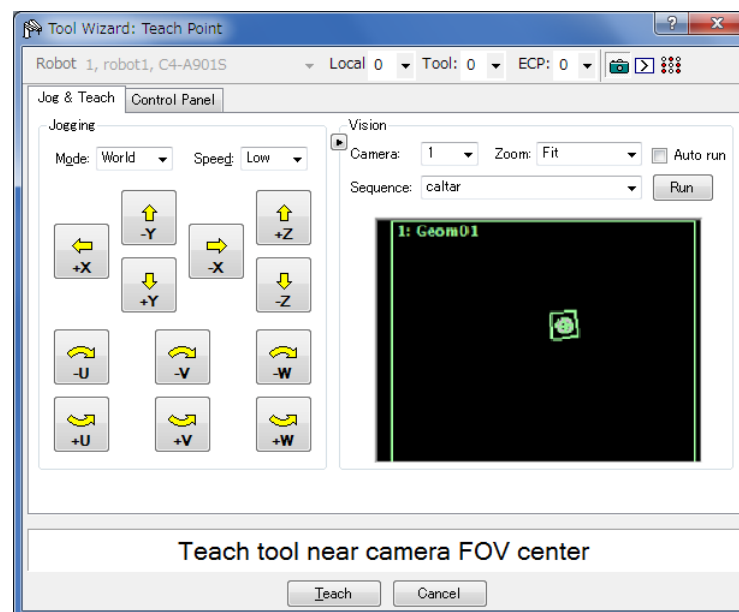 Tool Wizard: Teach Point
? X
Robot 1, robot1, C4-A901S Local 0 Tool: 0 ECP: 0
Jog & Teach Control Panel
Jogging
Mode: World Speed: Low
-Y +Z
+X -X
+Y -Z
-U -V -W
+U +V +W
Vision
Camera: 1 Zoom: Fit Auto run
Sequence: caltar Run
1: Geom01
Teach tool near camera FOV center
Teach Cancel